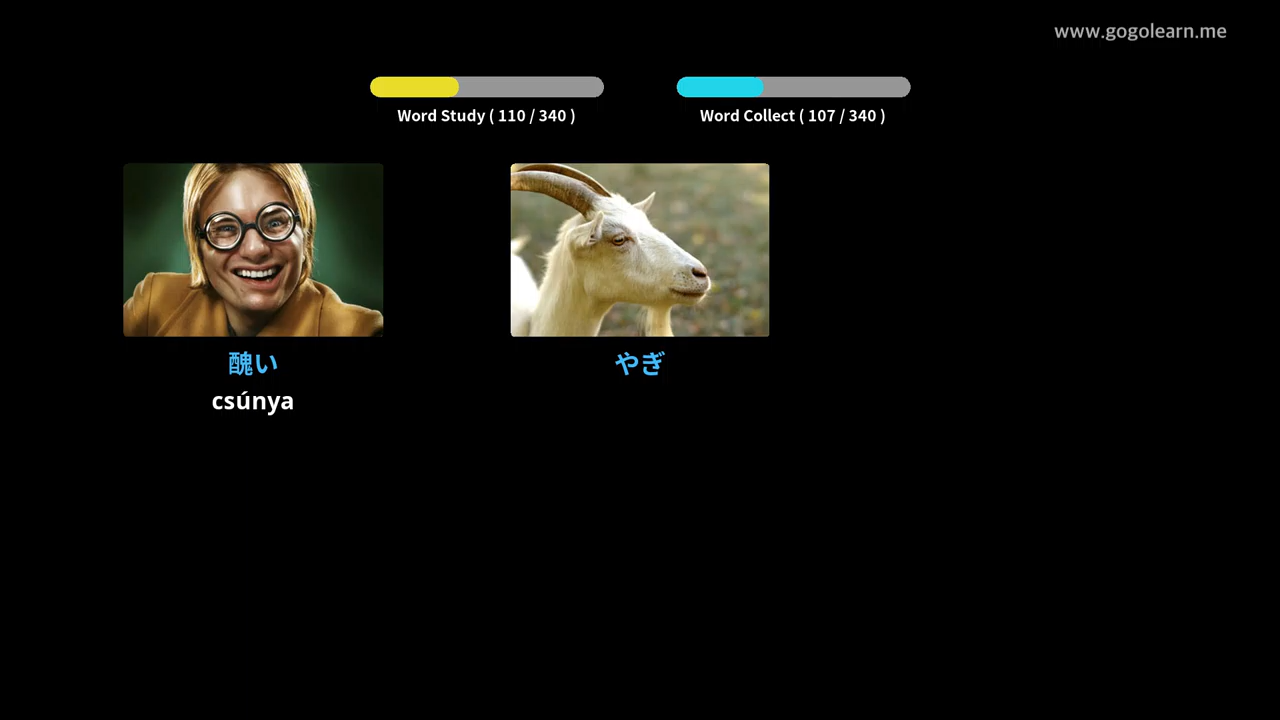 www.gogolearn.me
Word Study ( 110 / 340 )
Word Collect ( 107 / 340 )
醜い
やぎ
csúnya